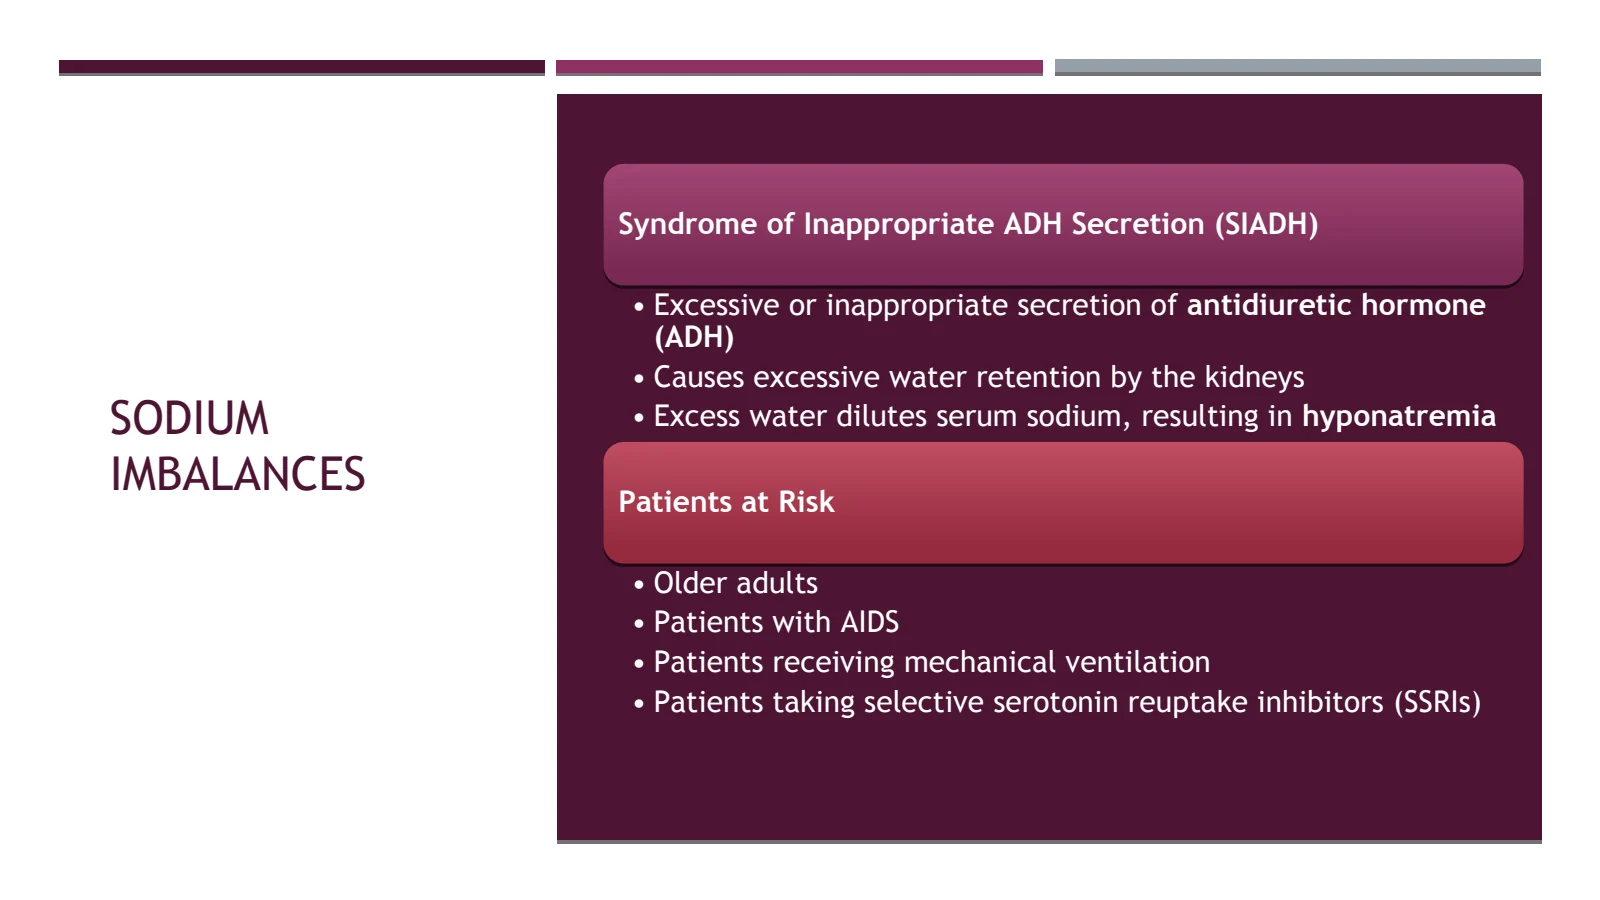 SODIUM
IMBALANCES
Syndrome of Inappropriate ADH Secretion (SIADH)
• Excessive or inappropriate secretion of antidiuretic hormone
(ADH)
• Causes excessive water retention by the kidneys
• Excess water dilutes serum sodium, resulting in hyponatremia
Patients at Risk
• Older adults
• Patients with AIDS
• Patients receiving mechanical ventilation
• Patients taking selective serotonin reuptake inhibitors (SSRIs)